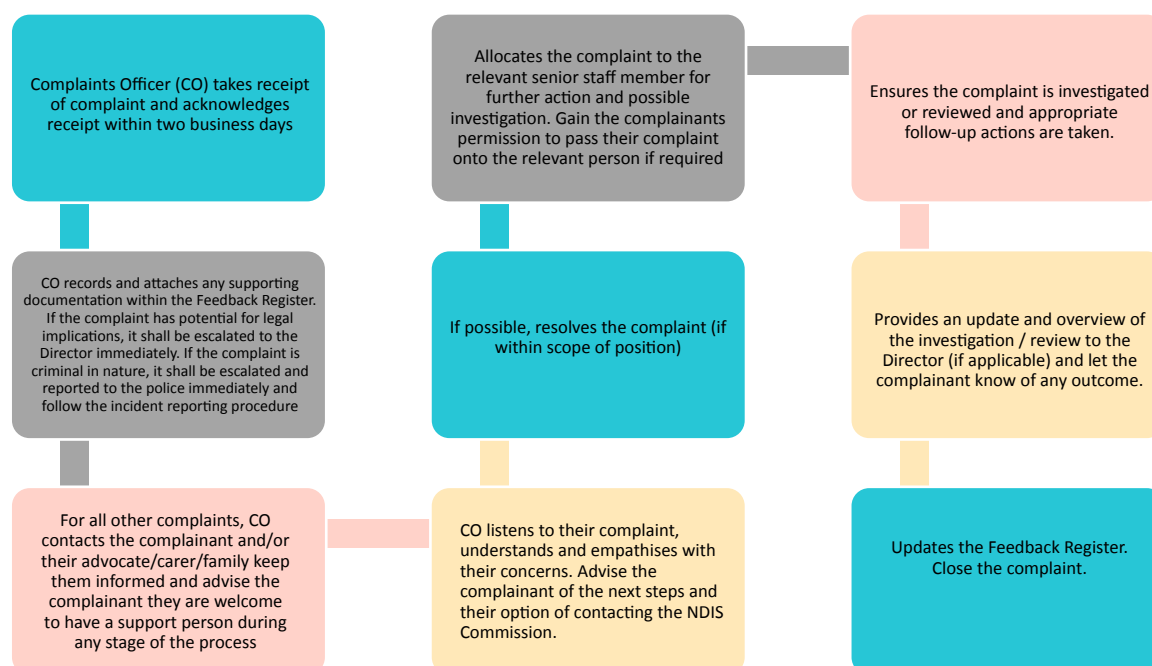 Complaints Officer (CO) takes receipt
of complaint and acknowledges
receipt within two business days
CO records and attaches any supporting
documentation within the Feedback Register.
If the complaint has potential for legal
implications, it shall be escalated to the
Director immediately. If the complaint is
criminal in nature, it shall be escalated and
reported to the police immediately and
follow the incident reporting procedure
For all other complaints, CO
contacts the complainant and/or
their advocate/carer/family keep
them informed and advise the
complainant they are welcome
to have a support person during
any stage of the process
CO listens to their complaint,
understands and empathises with
their concerns. Advise the
complainant of the next steps and
their option of contacting the NDIS
Commission.
If possible, resolves the complaint (if
within scope of position)
Allocates the complaint to the
relevant senior staff member for
further action and possible
investigation. Gain the complainants
permission to pass their complaint
onto the relevant person if required
Ensures the complaint is investigated
or reviewed and appropriate
follow-up actions are taken.
Provides an update and overview of
the investigation / review to the
Director (if applicable) and let the
complainant know of any outcome.
Updates the Feedback Register.
Close the complaint.